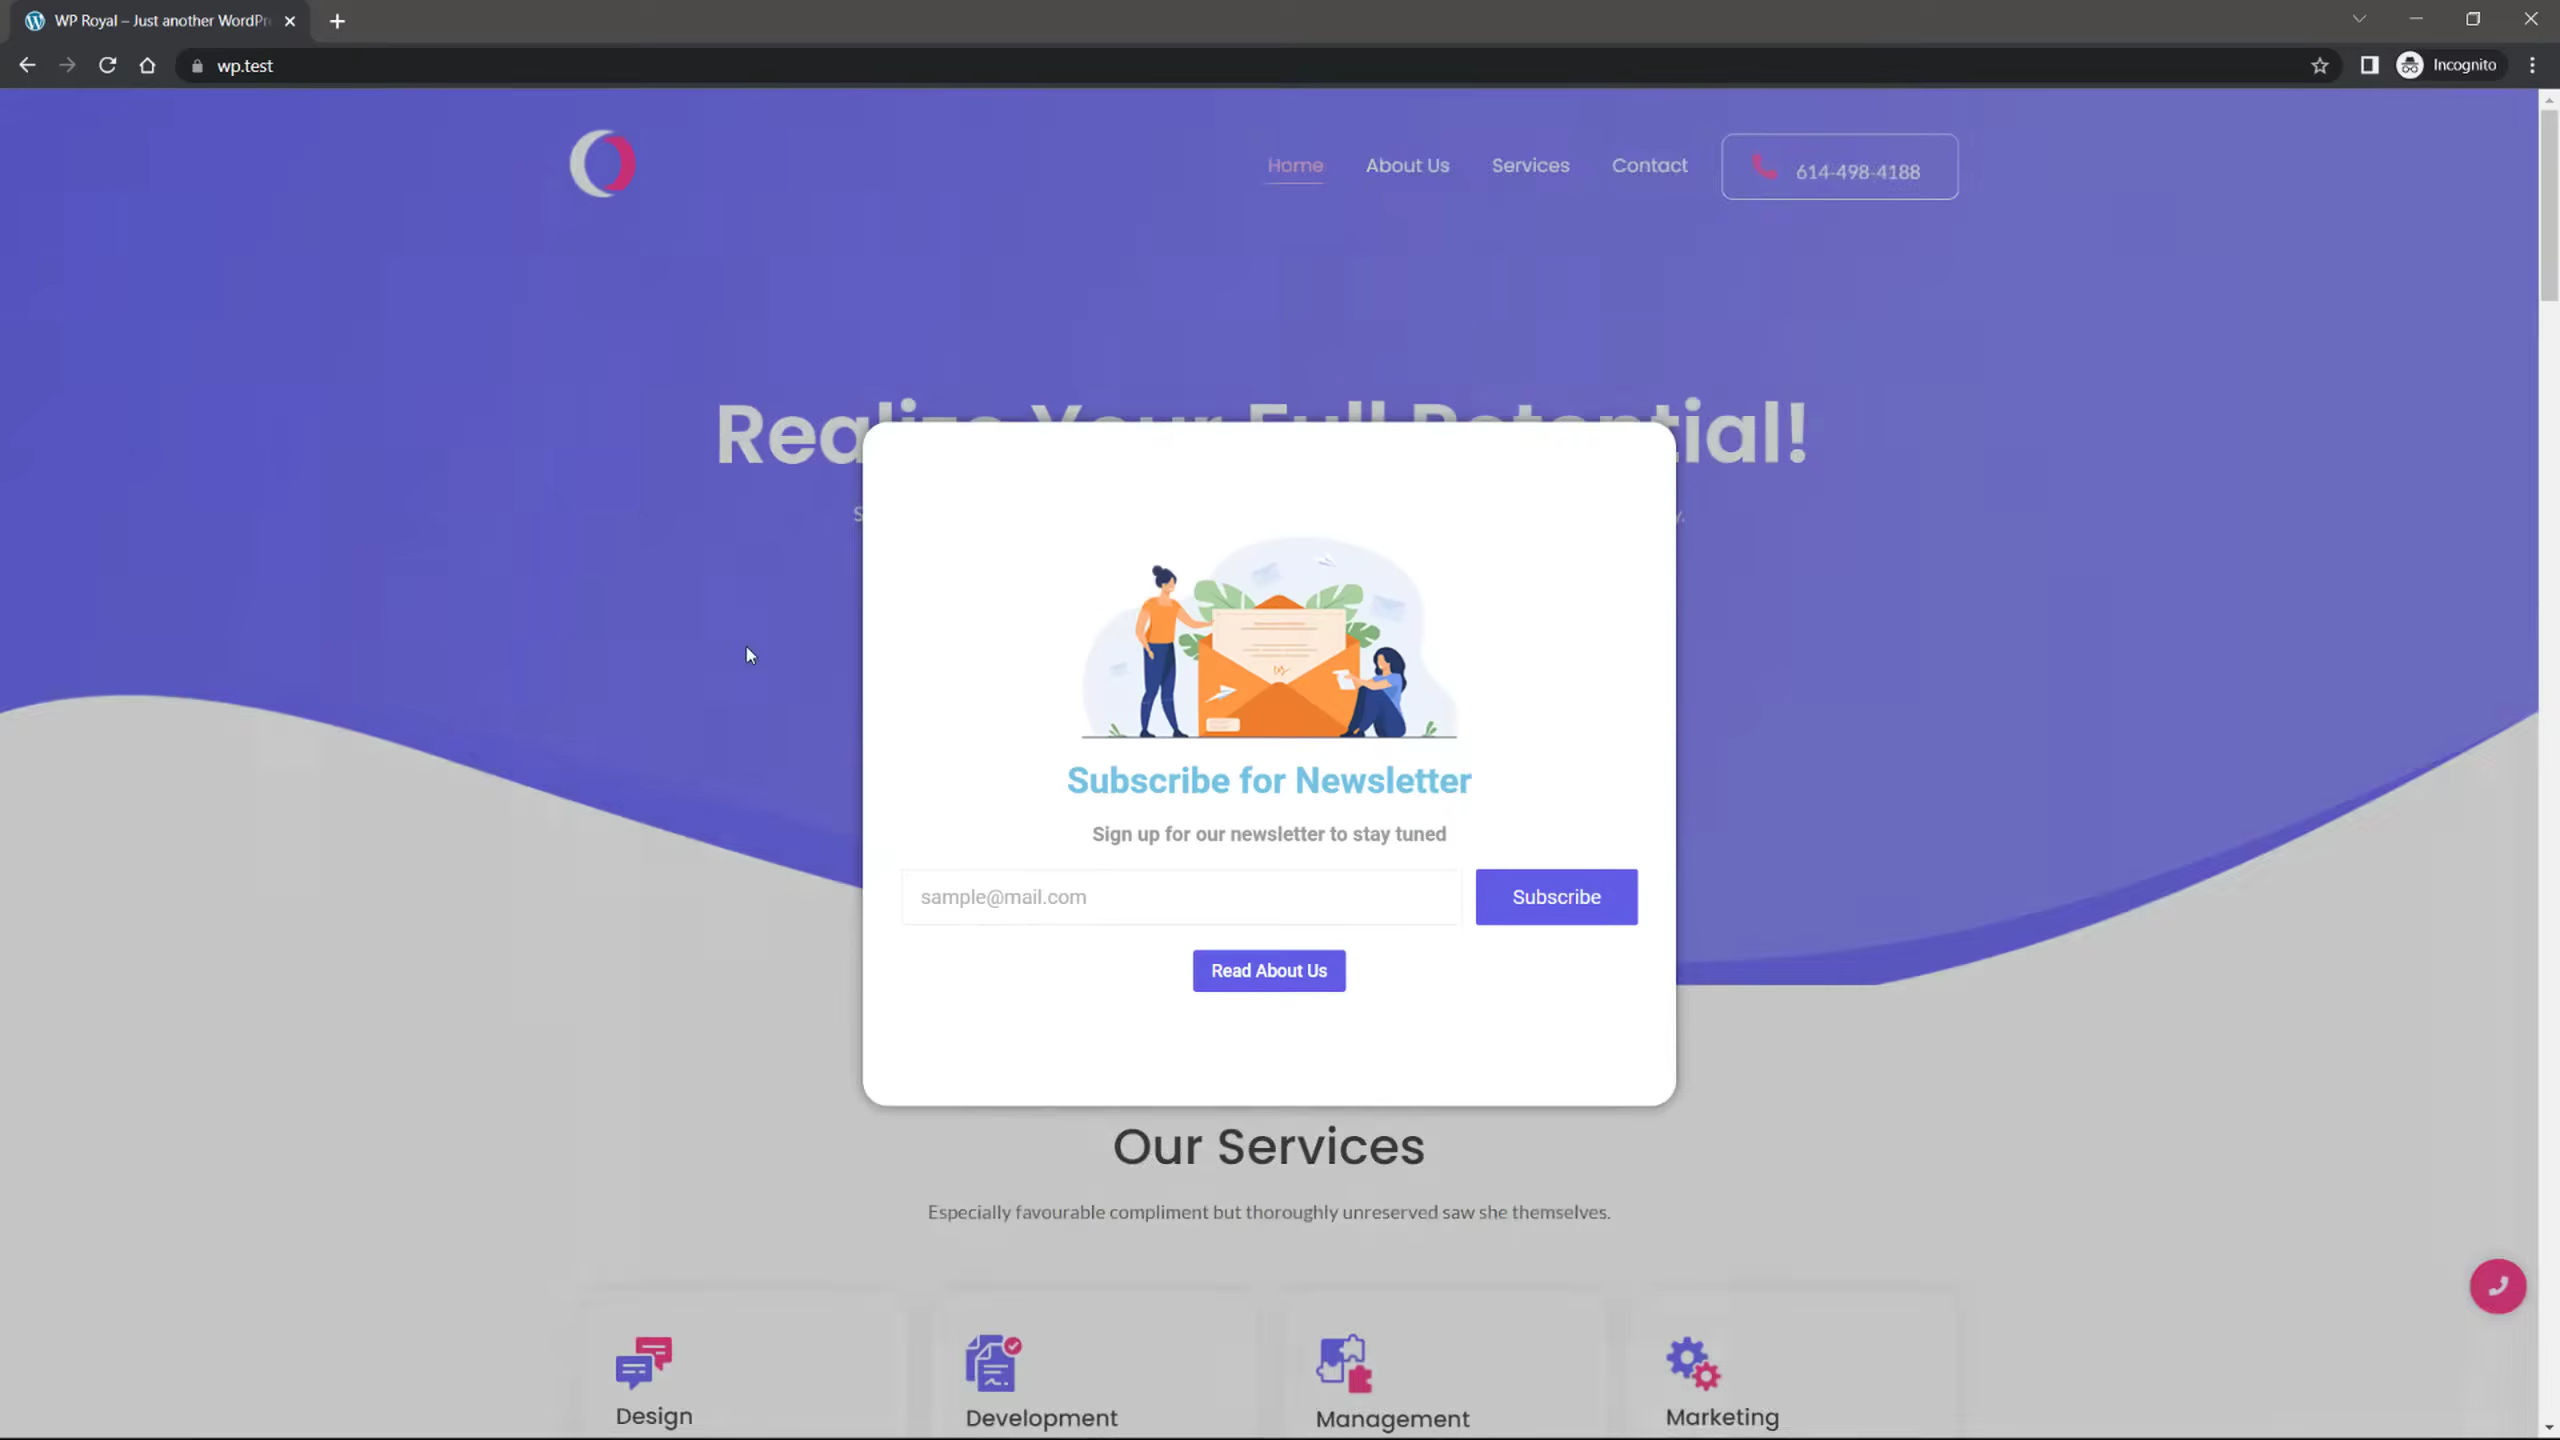 WP Royal – Just another WordPr
wp.test
Incognito
Home
About Us
Services
Contact
614-498-4188
Subscribe for Newsletter
Sign up for our newsletter to stay tuned
sample@mail.com
Subscribe
Read About Us
Our Services
Especially favourable compliment but thoroughly unreserved saw she themselves.
Design
Development
Management
Marketing